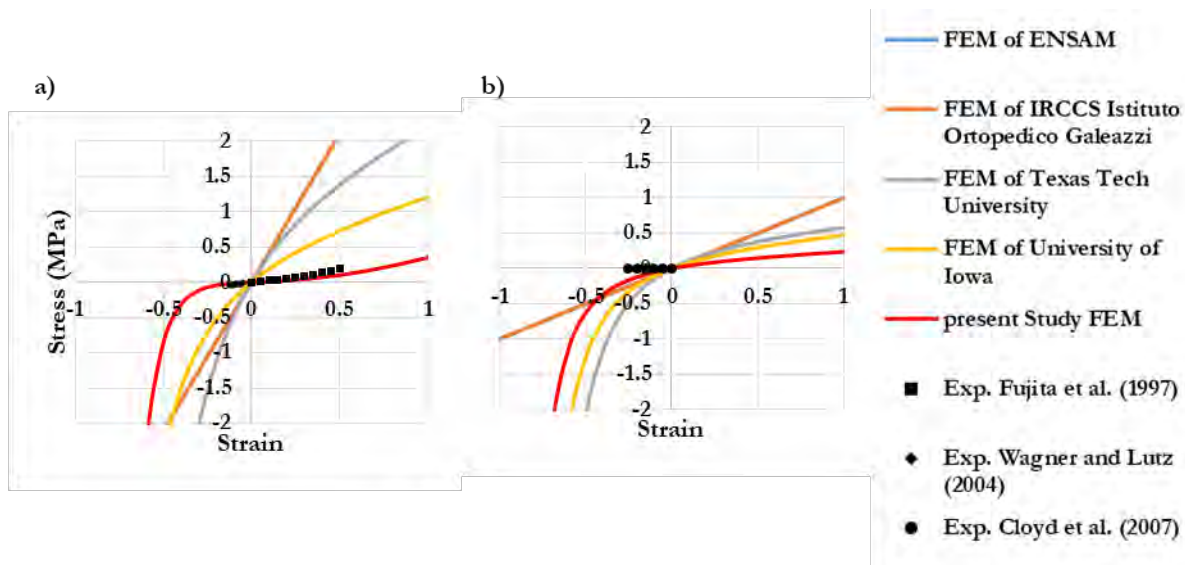 a)
2
1.5
1
0.5
0
-1
-0.5
0
0.5
1
-0.5
-1
-1.5
-2
Stress (MPa)
Strain
b)
2
1.5
1
0.5
0
-1
-0.5
0
0.5
1
-0.5
-1
-1.5
-2
Strain
FEM of ENSAM
FEM of IRCCS Istituto
Ortopedico Galeazzi
FEM of Texas Tech
University
FEM of University of
Iowa
present Study FEM
Exp. Fujita et al. (1997)
Exp. Wagner and Lutz
(2004)
Exp. Cloyd et al. (2007)